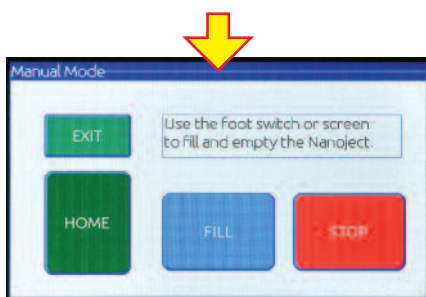 Manual Mode
EXIT
Use the foot switch or screen
to fill and empty the Nanoject.
HOME
FILL
STOP